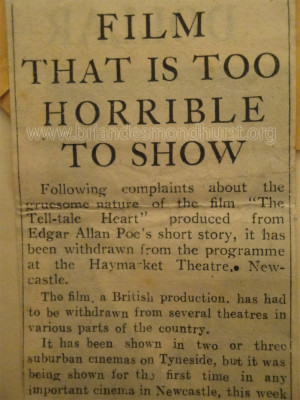 FILM
THAT IS TOO
HORRIBLE
TO SHOW
www.briandesmondhurst.org
Following complaints about the
gruesome nature of the film "The
Tell-tale Heart" produced from
Edgar Allan Poe's short story, it has
been withdrawn from the programme
at the Haymarket Theatre, New-
castle.
The film, a British production, has had
to be withdrawn from several theatres in
various parts of the country.
It has been shown in two or three
suburban cinemas on Tyneside, but it was
being shown for the first time in any
important cinema in Newcastle, this week